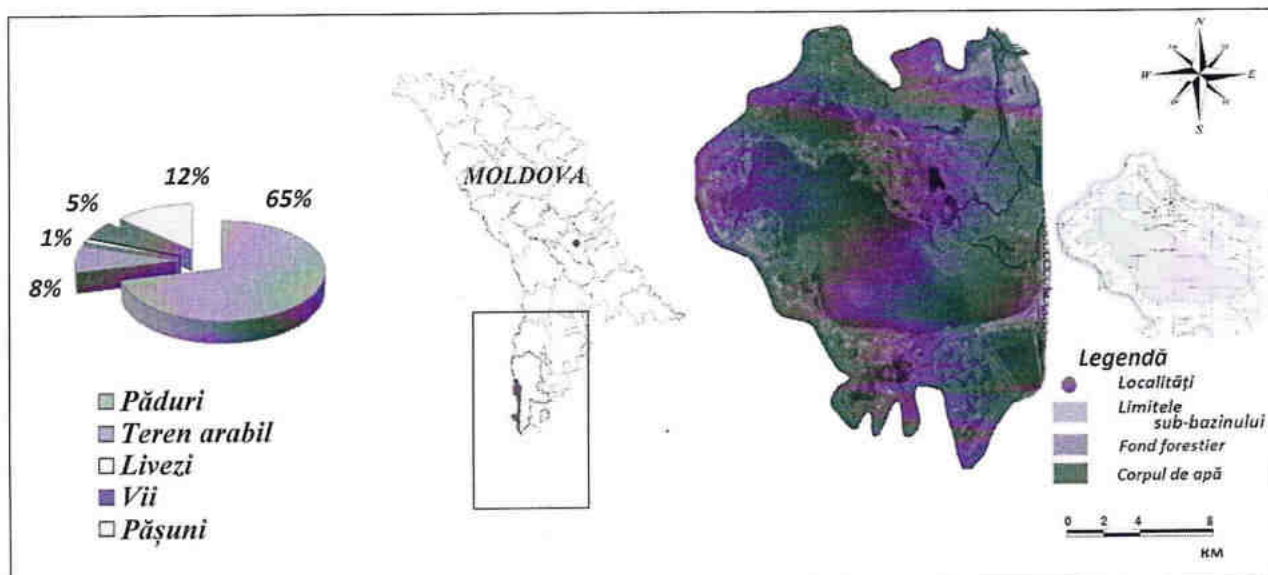 12%
65%
5%
1%
8%
Păduri
Teren arabil
Livezi
Vii
Pășuni
MOLDOVA
N
W
E
S
Legendă
Localități
Limitele
sub-bazinului
Fond forestier
Corpul de apă
0 2 4 8
КМ